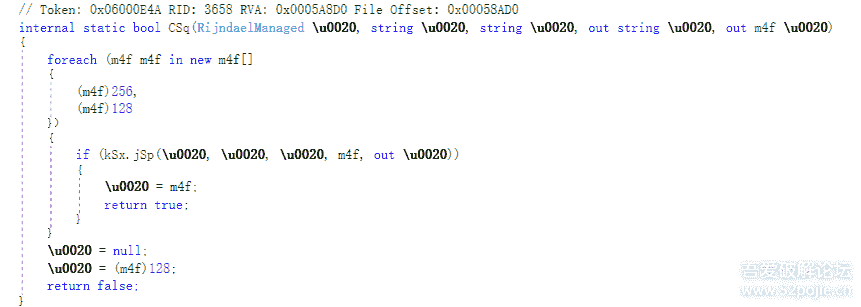 // Token: 0x06000E4A RID: 3658 RVA: 0x0005A8D0 File Offset: 0x00058AD0
internal static bool CSq(RijndaelManaged \u0020, string \u0020, string \u0020, out string \u0020, out m4f \u0020)
{
foreach (m4f m4f in new m4f[]
{
(m4f)256,
(m4f)128
})
{
if (kSx.jSp(\u0020, \u0020, \u0020, m4f, out \u0020))
{
\u0020 = m4f;
return true;
}
}
\u0020 = null;
\u0020 = (m4f)128;
return false;
}
吾爱破解论坛
www.52pojie.cn